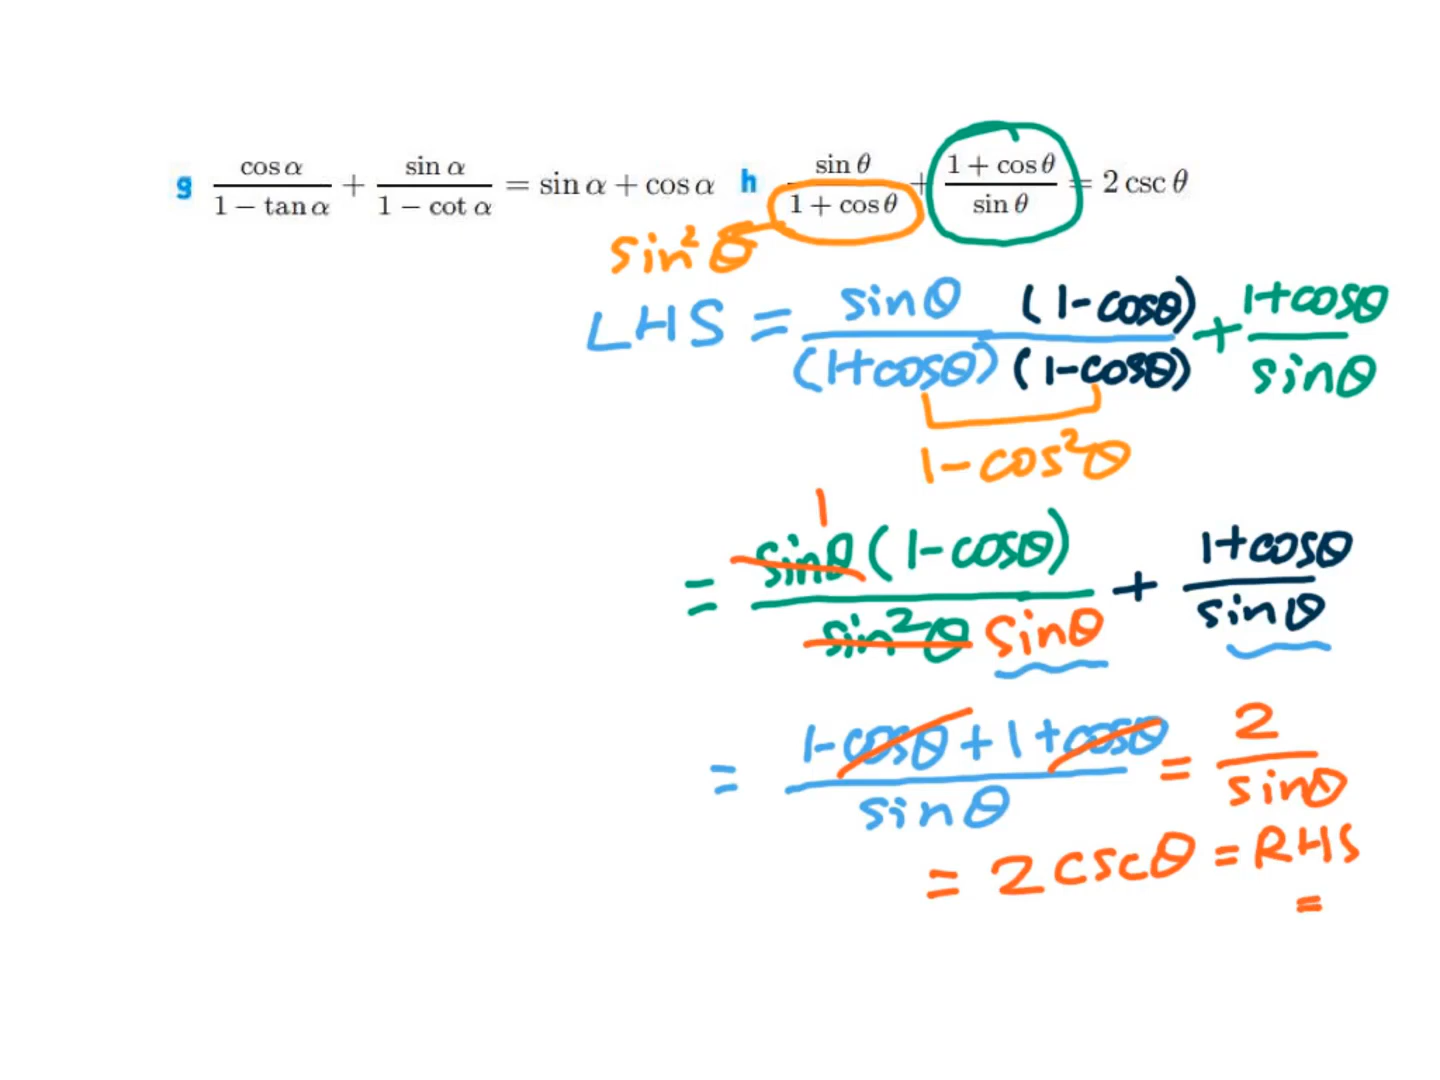 g cos α / (1 − tan α) + sin α / (1 − cot α) = sin α + cos α
h sin θ / (1 + cos θ) + (1 + cos θ) / sin θ = 2 csc θ
sin²θ
LHS = sinθ (1-cosθ) / (1+cosθ) (1-cosθ) + 1+cosθ / sinθ
1-cos²θ
1
= sinθ (1-cosθ) / sin²θ sinθ + 1+cosθ / sinθ
= 1-cosθ + 1+cosθ / sinθ = 2 / sinθ
= 2cscθ = RHS
=